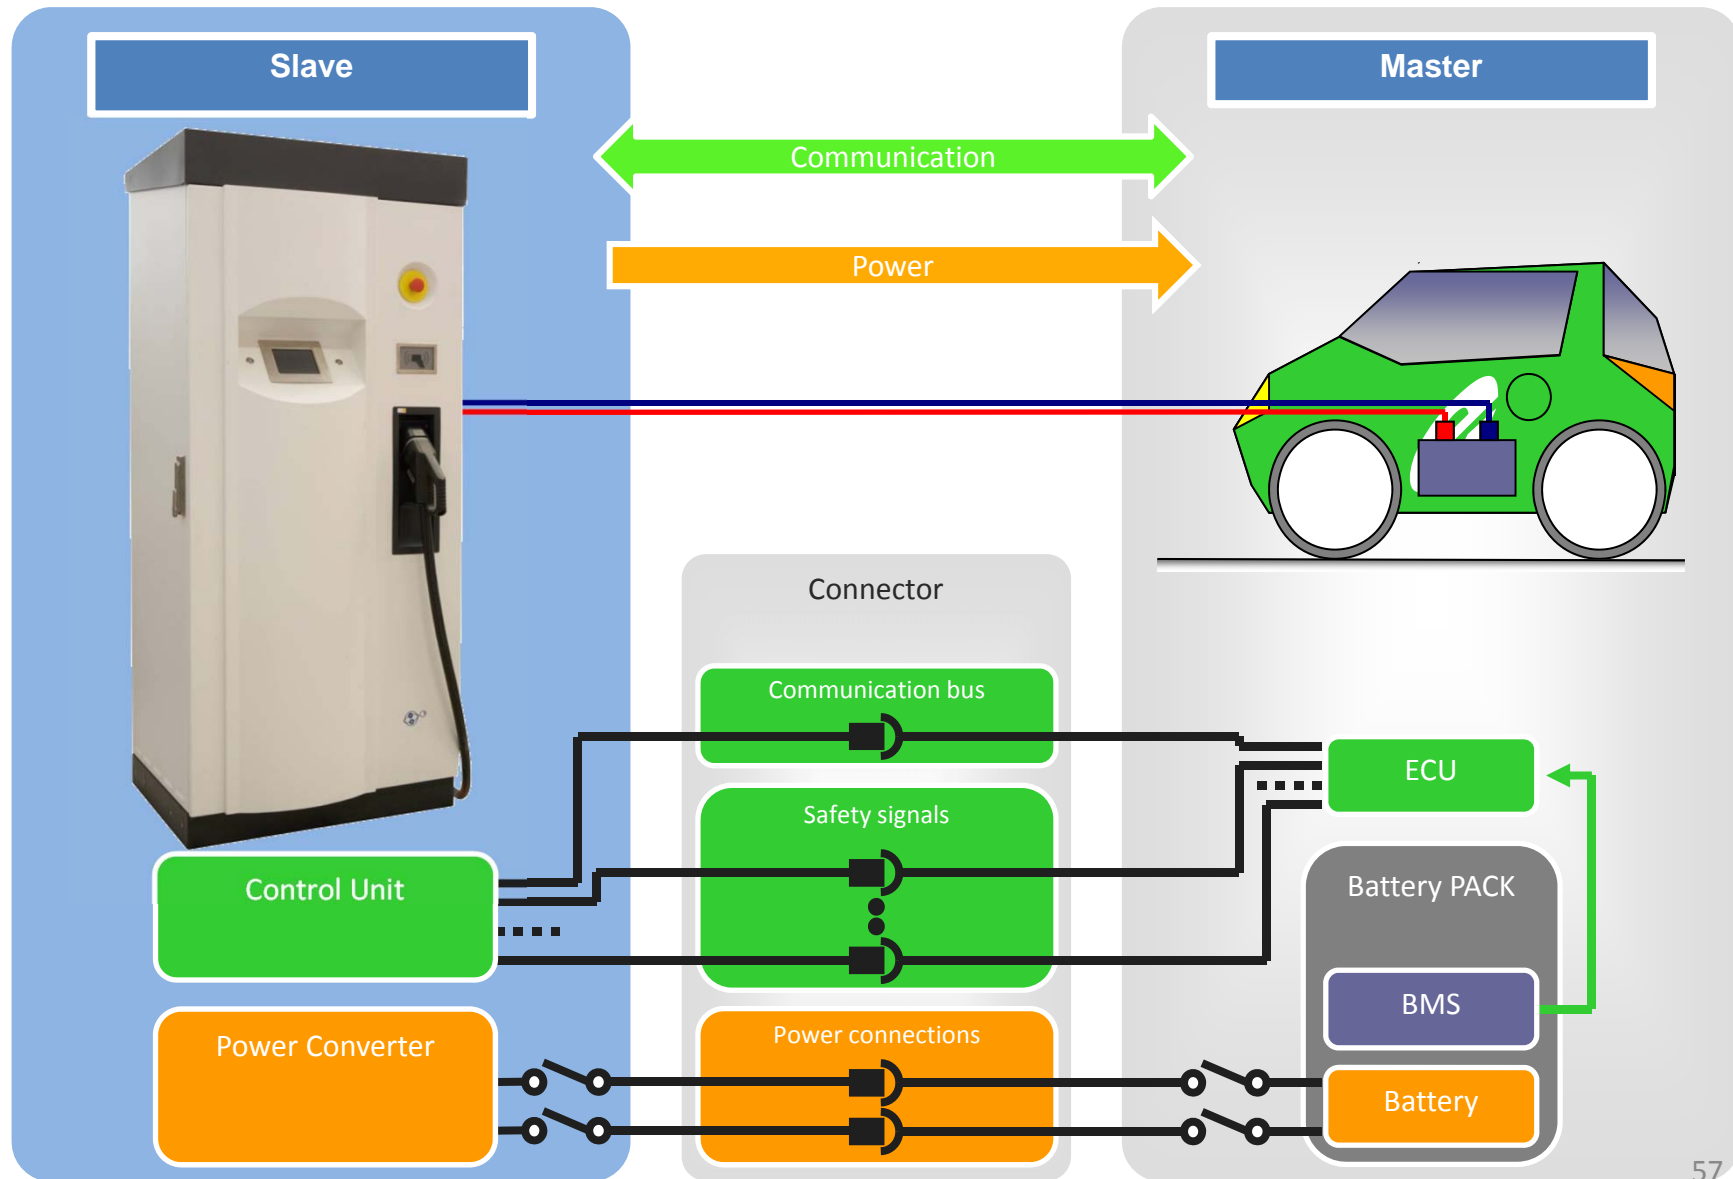 Slave
Master
Communication
Power
Connector
Communication bus
ECU
Safety signals
Control Unit
Battery PACK
BMS
Power Converter
Power connections
Battery
57